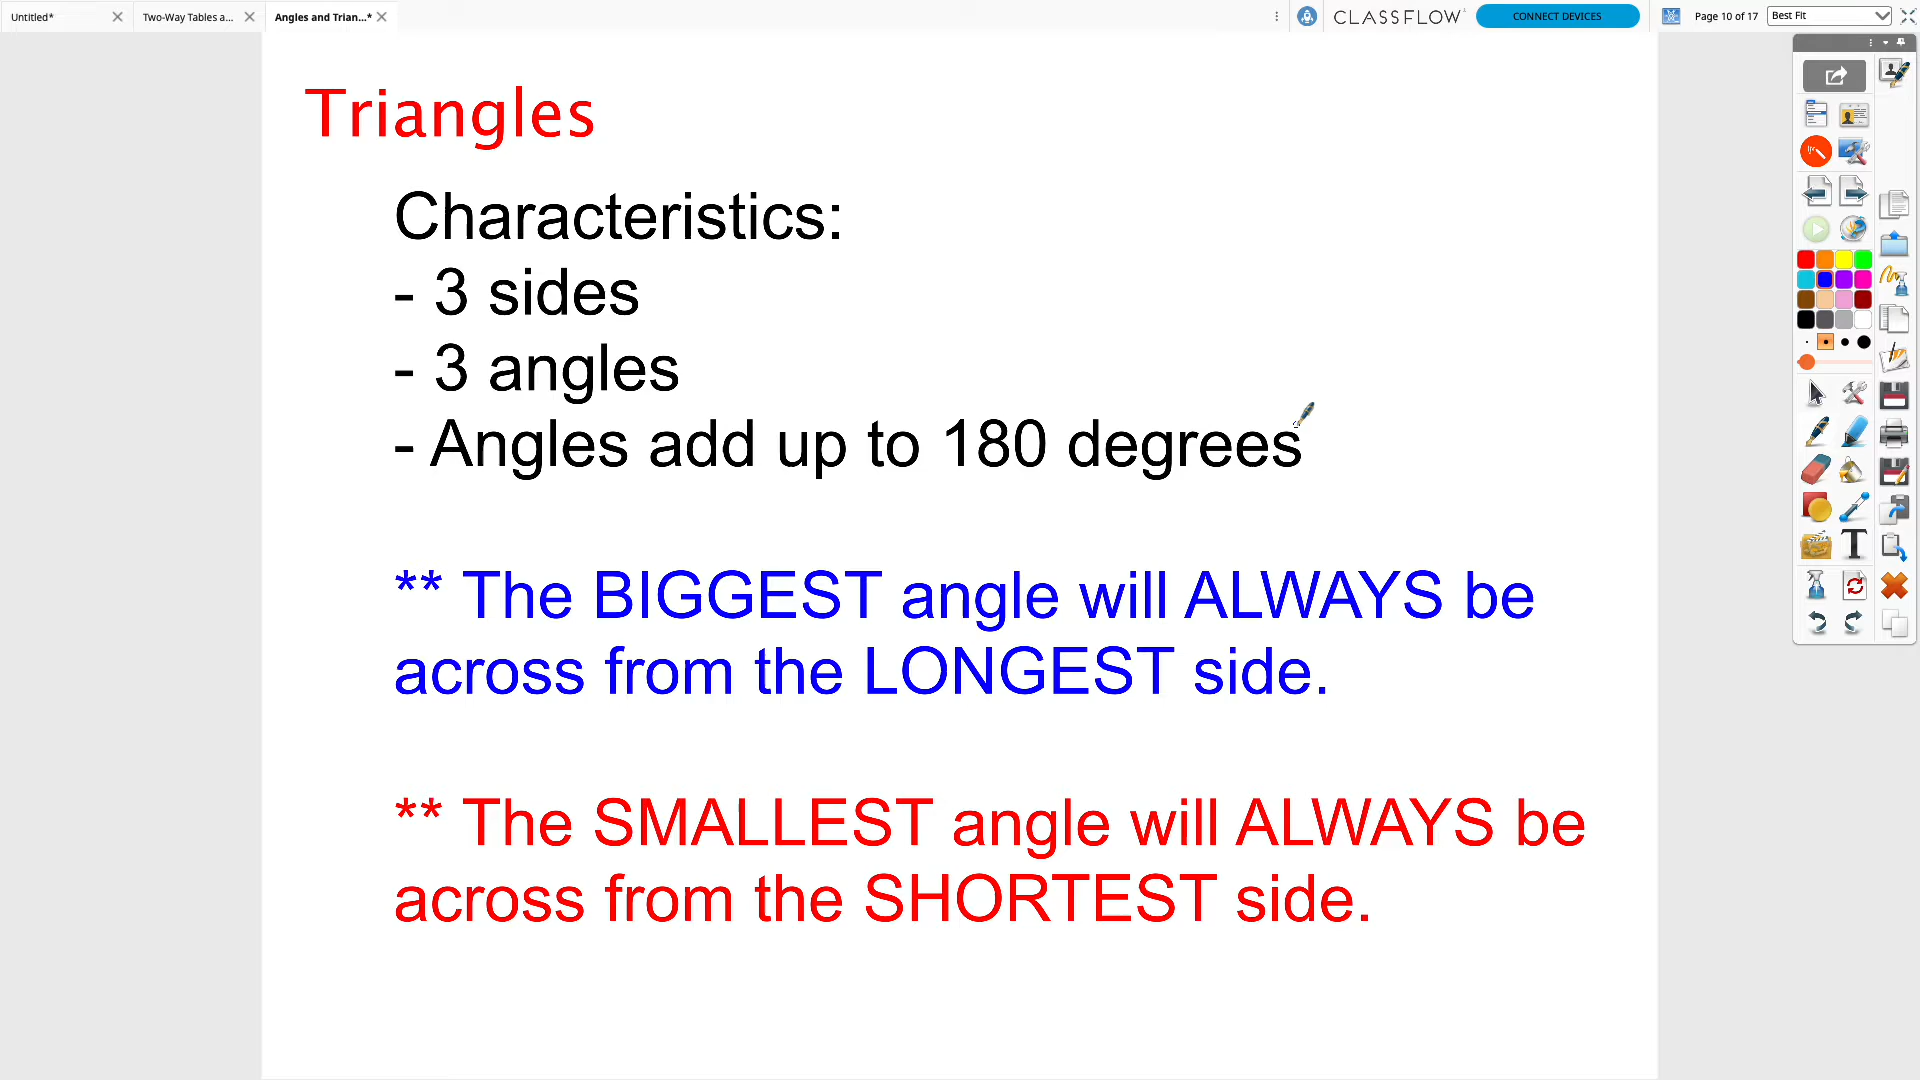 Untitled*
Two-Way Tables a...
Angles and Trian...*
CLASSFLOW
CONNECT DEVICES
Page 10 of 17
Best Fit
Triangles
Characteristics:
- 3 sides
- 3 angles
- Angles add up to 180 degrees
** The BIGGEST angle will ALWAYS be
across from the LONGEST side.
** The SMALLEST angle will ALWAYS be
across from the SHORTEST side.
T